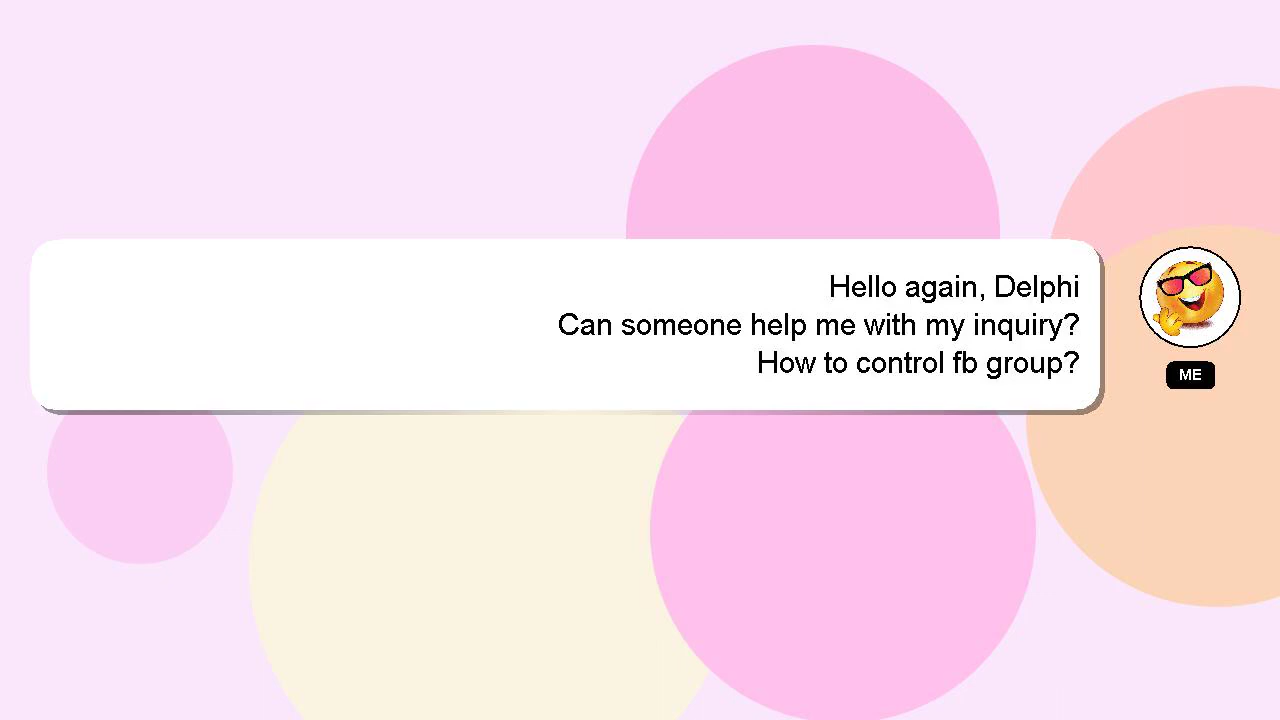 Hello again, Delphi
Can someone help me with my inquiry?
How to control fb group?
ME